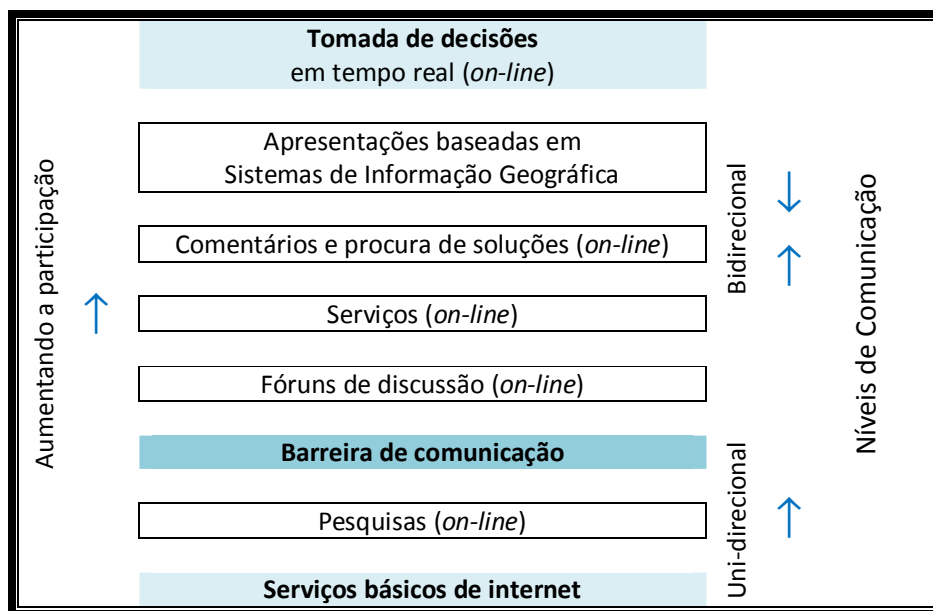 Tomada de decisões
em tempo real (on-line)
Apresentações baseadas em
Sistemas de Informação Geográfica
Comentários e procura de soluções (on-line)
Serviços (on-line)
Fóruns de discussão (on-line)
Barreira de comunicação
Pesquisas (on-line)
Serviços básicos de internet
Aumentando a participação
Bidirecional
Uni-direcional
Níveis de Comunicação